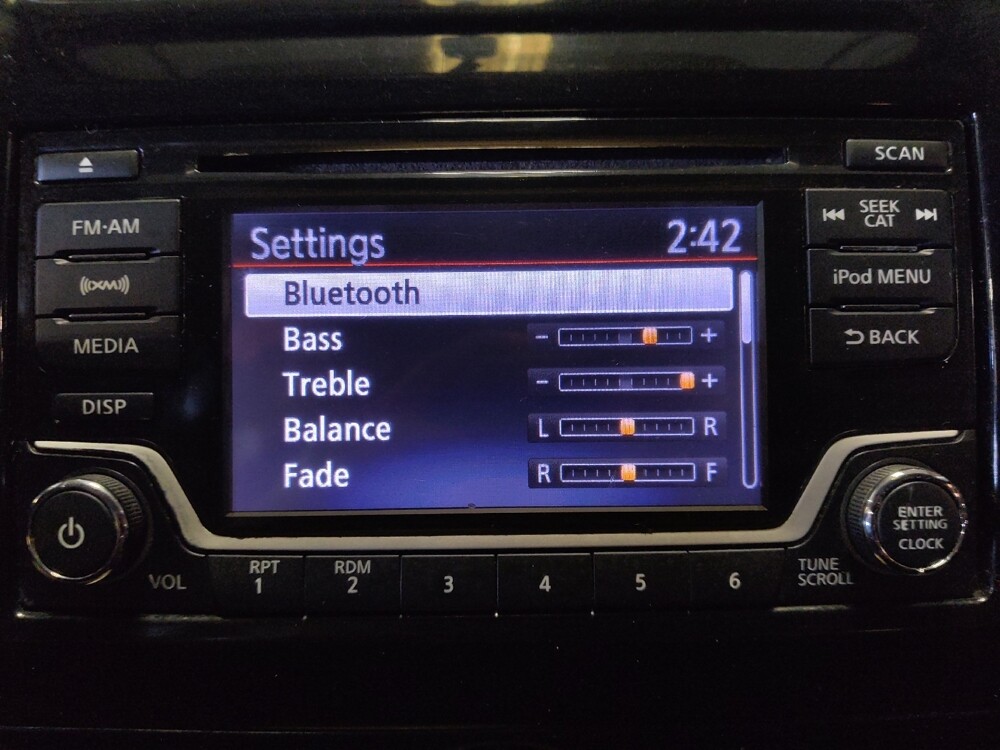 SCAN
FM·AM
SEEK
CAT
Settings 2:42
((XM))
iPod MENU
Bluetooth
Bass - +
MEDIA
BACK
Treble - +
DISP
Balance L R
Fade R F
ENTER
SETTING
CLOCK
VOL
RPT
1
RDM
2
3
4
5
6
TUNE
SCROLL